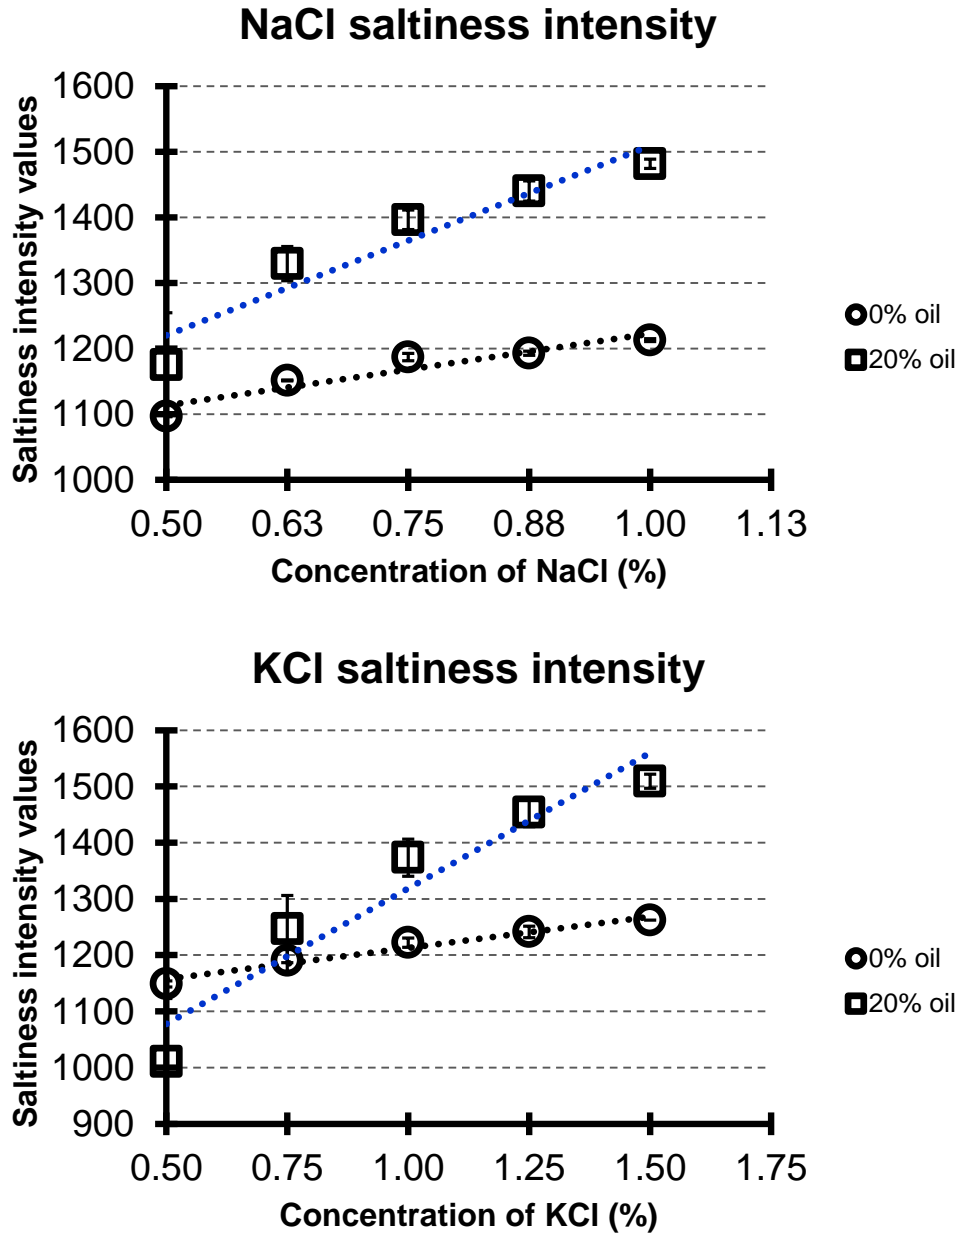 NaCl saltiness intensity
Saltiness intensity values
1600
1500
1400
1300
1200
1100
1000
0.50 0.63 0.75 0.88 1.00 1.13
Concentration of NaCl (%)
0% oil
20% oil
KCl saltiness intensity
Saltiness intensity values
1600
1500
1400
1300
1200
1100
1000
900
0.50 0.75 1.00 1.25 1.50 1.75
Concentration of KCl (%)
0% oil
20% oil